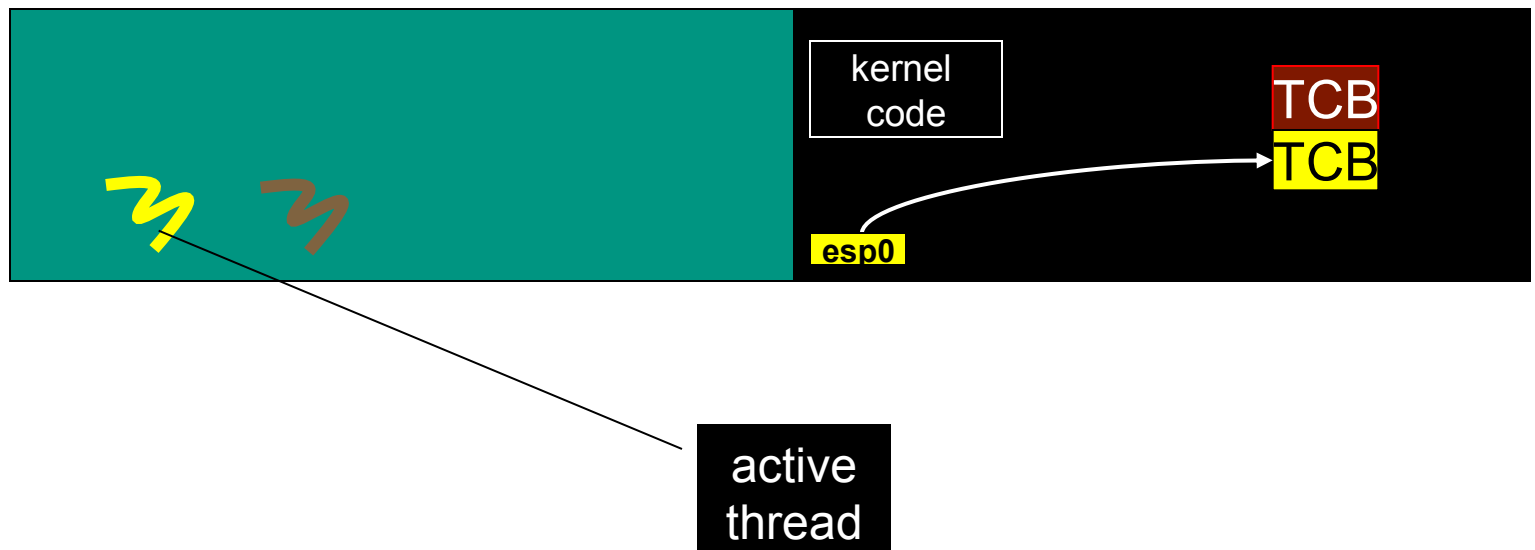 kernel
code
TCB
TCB
esp0
active
thread